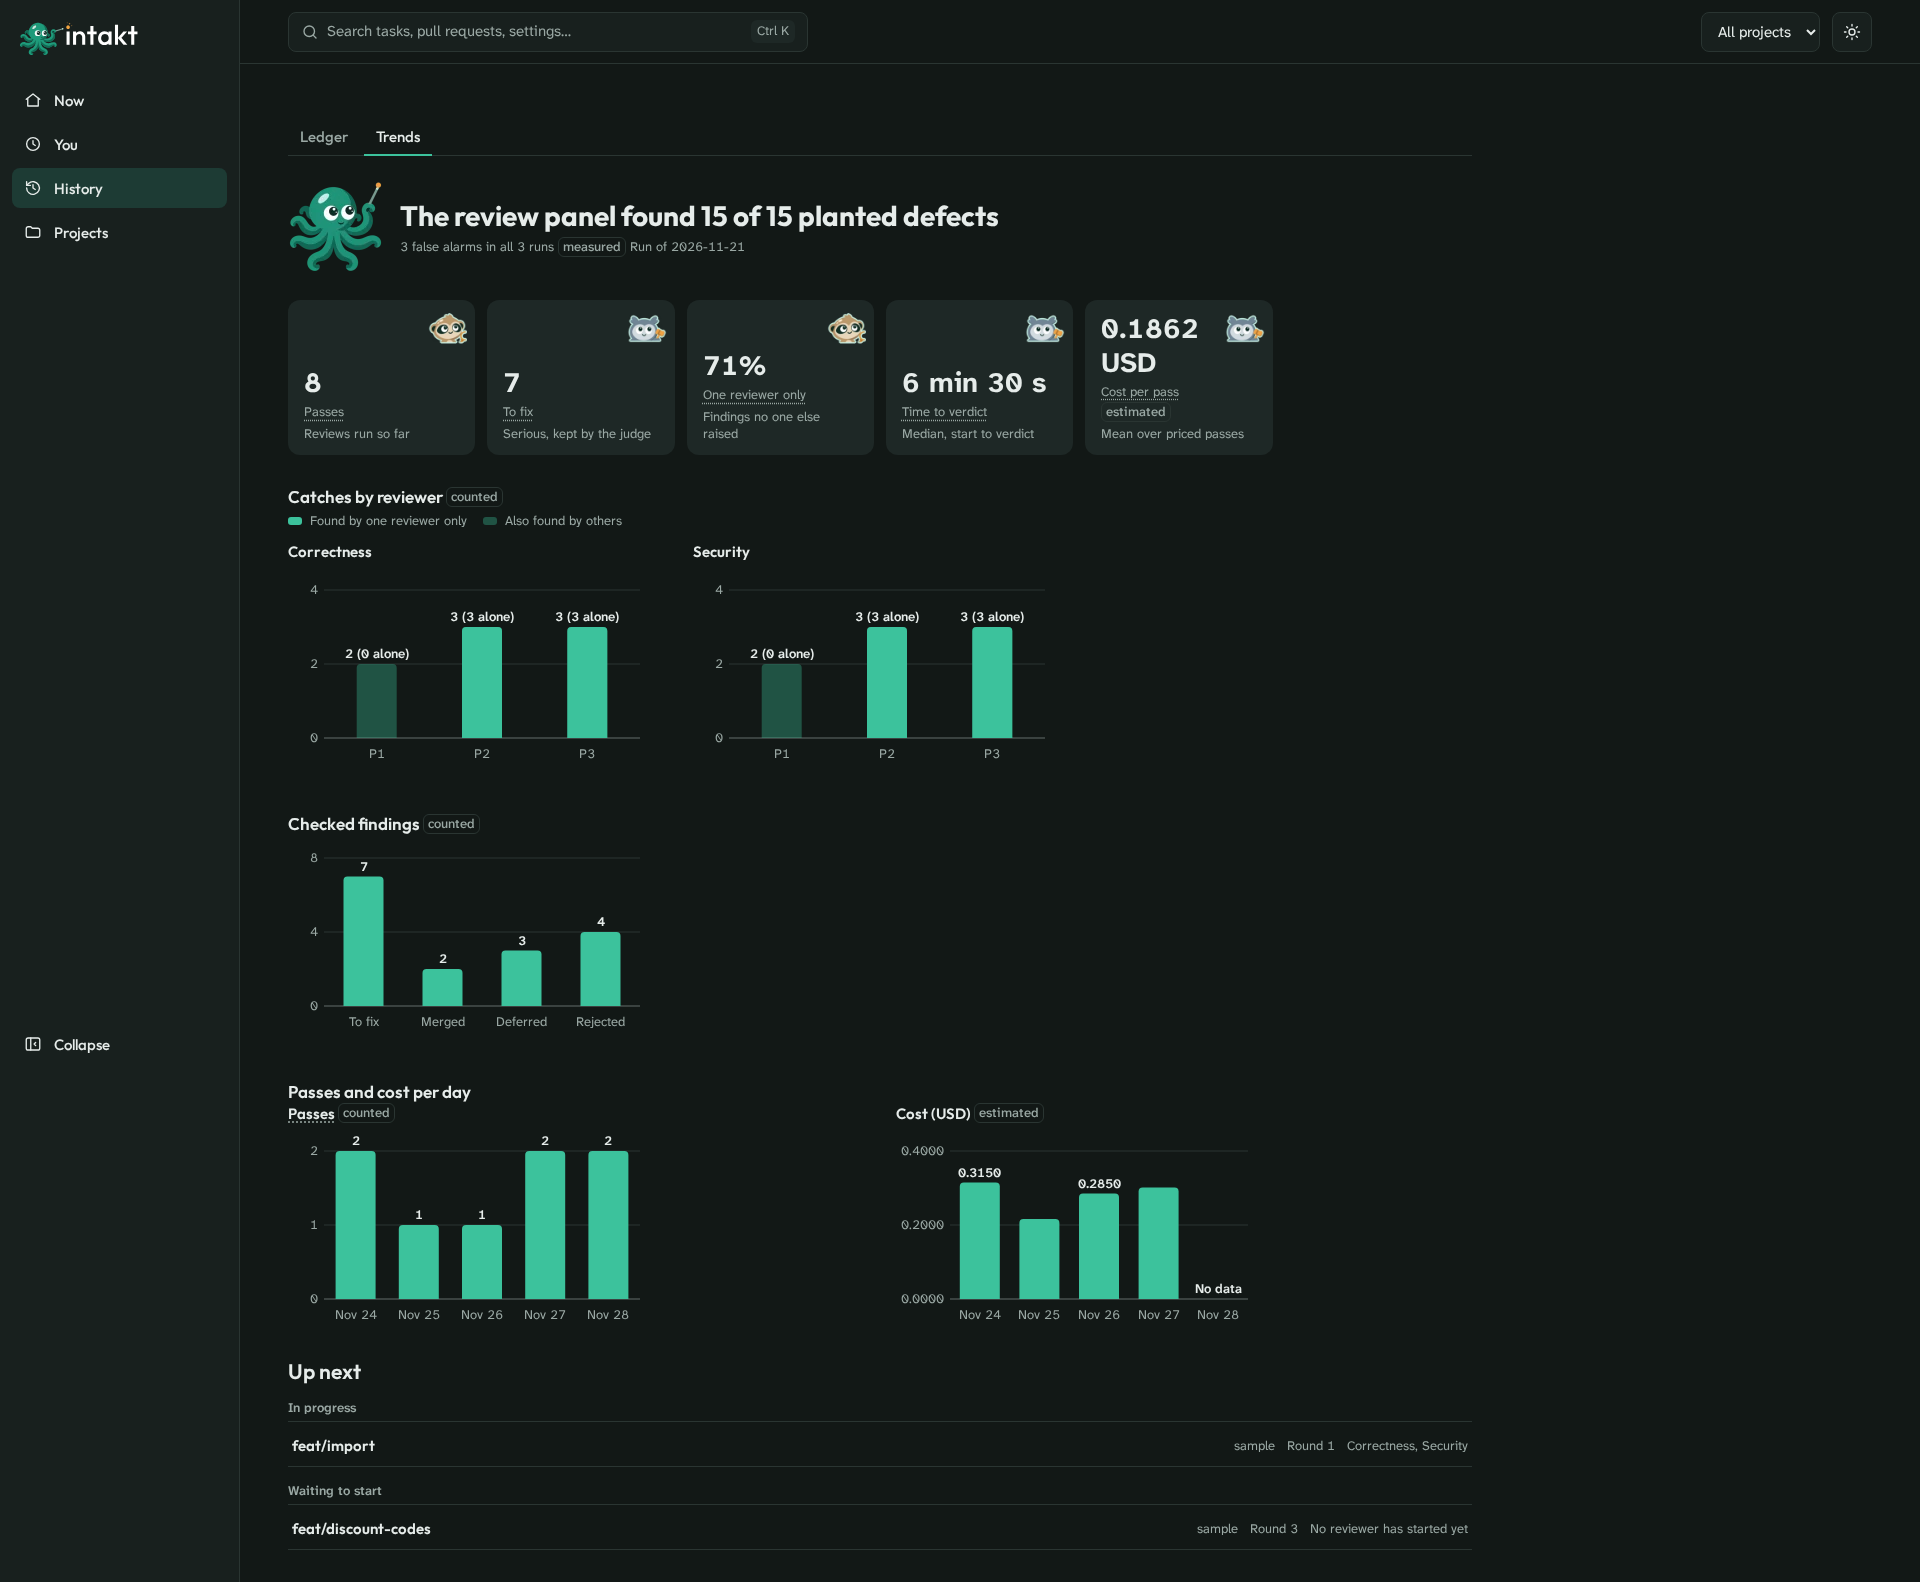 intakt
Search tasks, pull requests, settings...
Ctrl K
All projects
Now
You
History
Projects
Collapse
Ledger
Trends
The review panel found 15 of 15 planted defects
3 false alarms in all 3 runs measured Run of 2026-11-21
8
Passes
Reviews run so far
7
To fix
Serious, kept by the judge
71%
One reviewer only
Findings no one else
raised
6 min 30 s
Time to verdict
Median, start to verdict
0.1862
USD
Cost per pass
estimated
Mean over priced passes
Catches by reviewer counted
Found by one reviewer only
Also found by others
Correctness
4
2
0
2 (0 alone)
3 (3 alone)
3 (3 alone)
P1
P2
P3
Security
4
2
0
2 (0 alone)
3 (3 alone)
3 (3 alone)
P1
P2
P3
Checked findings counted
8
4
0
7
2
3
4
To fix
Merged
Deferred
Rejected
Passes and cost per day
Passes counted
2
1
0
2
1
1
2
2
Nov 24
Nov 25
Nov 26
Nov 27
Nov 28
Cost (USD) estimated
0.4000
0.2000
0.0000
0.3150
0.2850
No data
Nov 24
Nov 25
Nov 26
Nov 27
Nov 28
Up next
In progress
feat/import
sample Round 1 Correctness, Security
Waiting to start
feat/discount-codes
sample Round 3 No reviewer has started yet